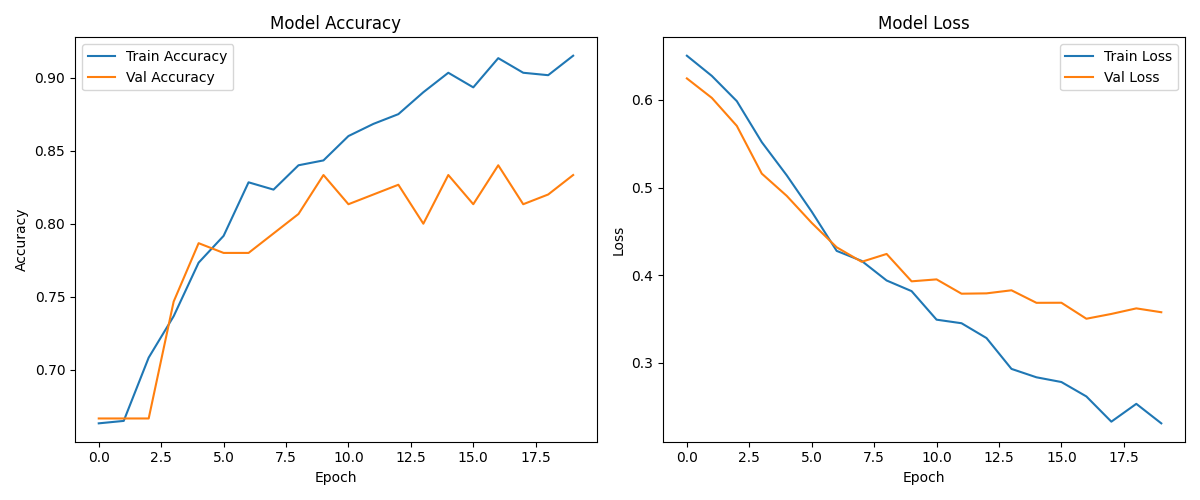 Model Accuracy
Train Accuracy
Val Accuracy
0.90
0.85
0.80
0.75
0.70
Accuracy
0.0 2.5 5.0 7.5 10.0 12.5 15.0 17.5
Epoch
Model Loss
Train Loss
Val Loss
0.6
0.5
0.4
0.3
Loss
0.0 2.5 5.0 7.5 10.0 12.5 15.0 17.5
Epoch